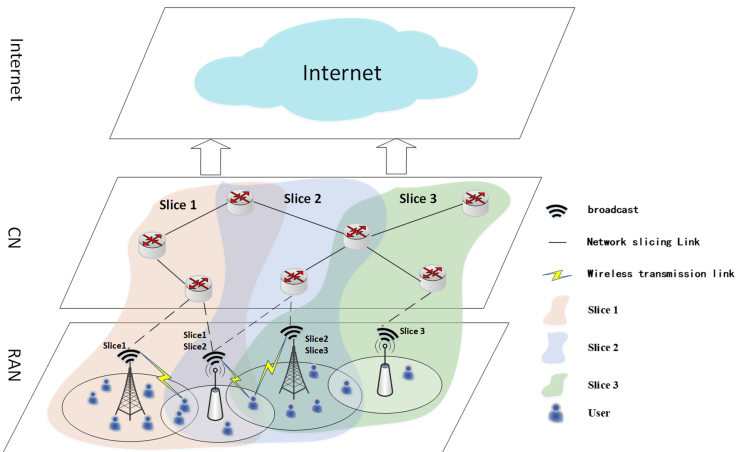 Internet
Internet
CN
Slice 1
Slice 2
Slice 3
RAN
Slice1
Slice1
Slice2
Slice2
Slice3
Slice 3
broadcast
Network slicing Link
Wireless transmission link
Slice 1
Slice 2
Slice 3
User